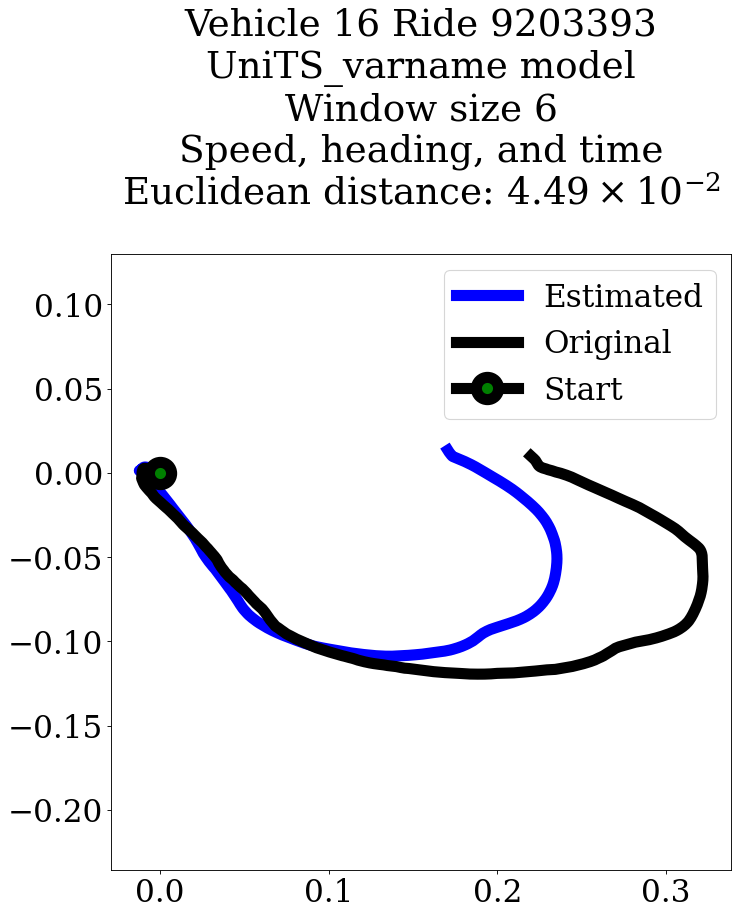 Vehicle 16 Ride 9203393
UniTS_varname model
Window size 6
Speed, heading, and time
Euclidean distance: 4.49 × 10⁻²
Estimated
Original
Start
0.10
0.05
0.00
−0.05
−0.10
−0.15
−0.20
0.0 0.1 0.2 0.3